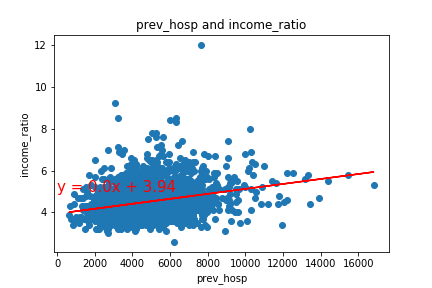 prev_hosp and income_ratio
12
10
8
6
4
income_ratio
y = 0.0x + 3.94
0 2000 4000 6000 8000 10000 12000 14000 16000
prev_hosp